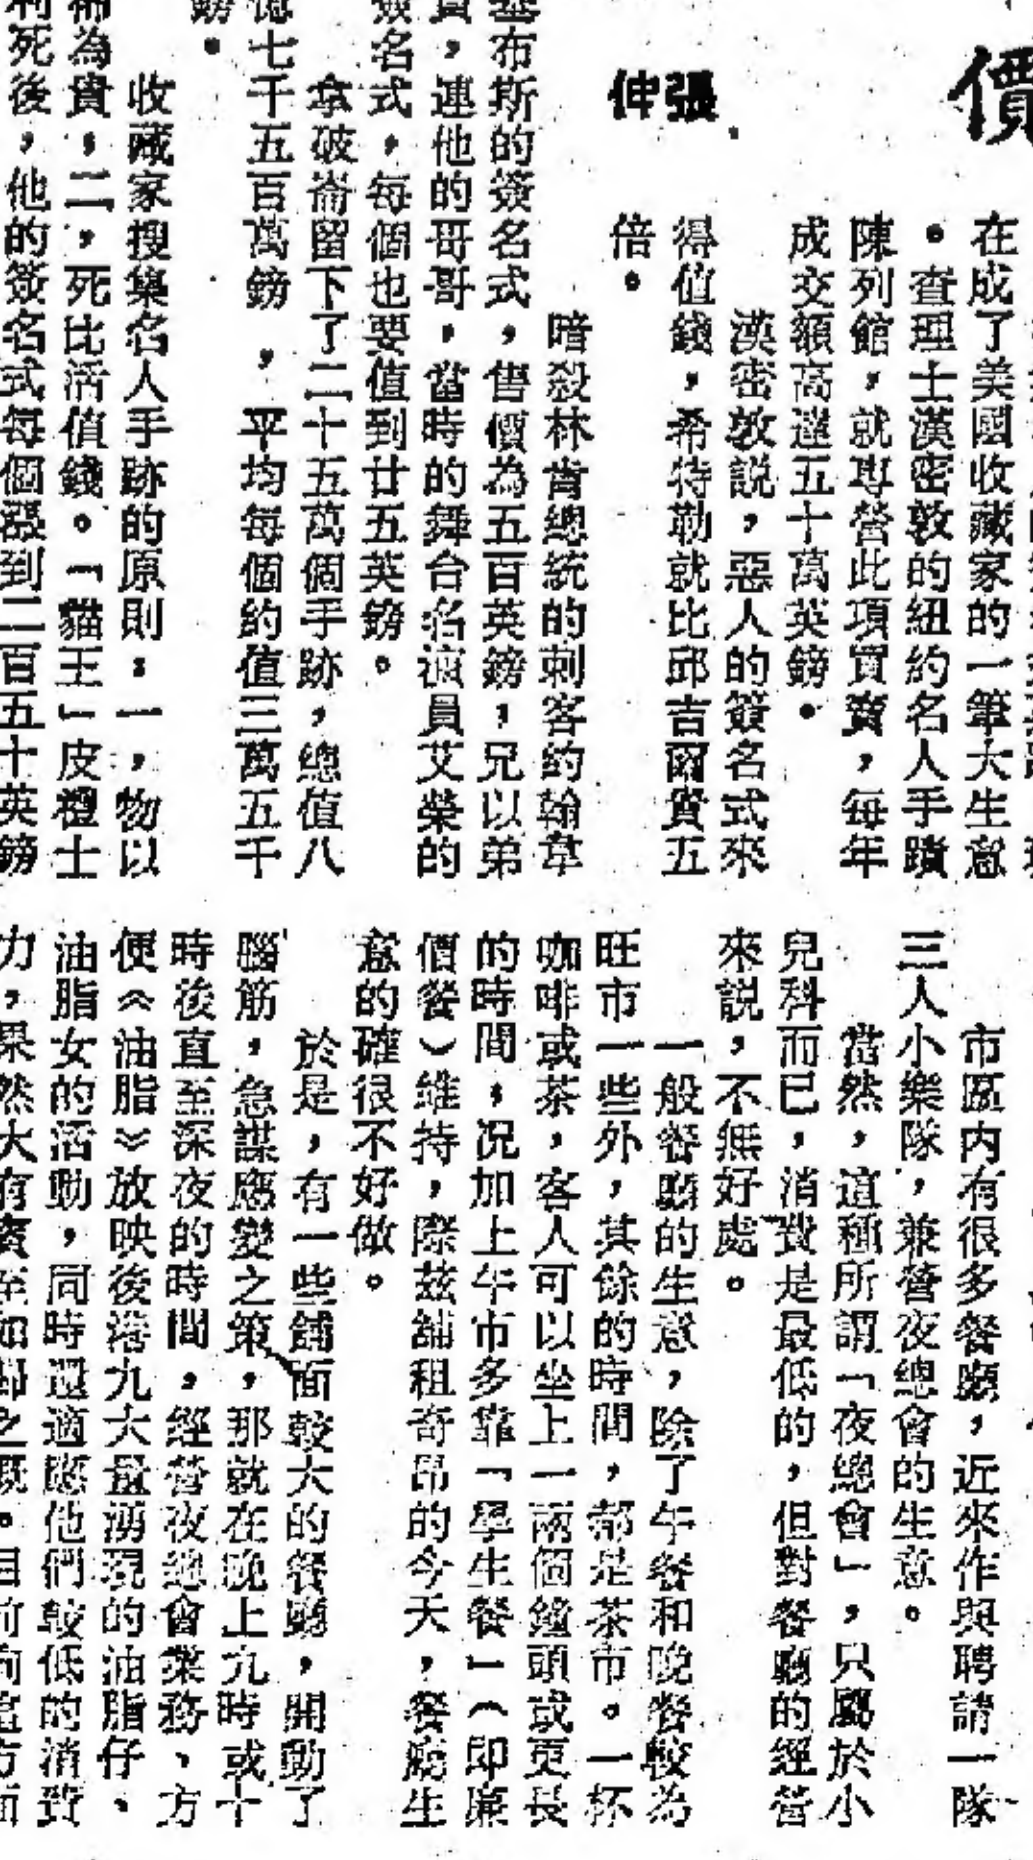 價
張伸
在成了美國收藏家的一筆大生意
。查理士漢密敦的紐約名人手蹟
陳列館，就專營此項買賣，每年
成交額高達五十萬英鎊。
漢密敦説，惡人的簽名式來
得值錢，希特勒就比邱吉爾貴五
倍。
暗殺林肯總統的刺客約翰韋
基布斯的簽名式，售價為五百英鎊，兄以弟
貴，連他的哥哥，當時的舞台名演員艾榮的
簽名式，每個也要值到廿五英鎊。
拿破崙留下了二十五萬個手跡，總值八
億七千五百萬鎊，平均每個約值三萬五千
鎊。
收藏家搜集名人手跡的原則：一，物以
稀為貴，二，死比活值錢。「貓王」皮禮士
利死後，他的簽名式每個漲到二百五十英鎊
市區内有很多餐廳，近來作與聘請一隊
三人小樂隊，兼營夜總會的生意。
當然，這種所謂「夜總會」，只屬於小
兒科而已，消費是最低的，但對餐廳的經營
來説，不無好處。
一般餐廳的生意，除了午餐和晚餐較為
旺市一些外，其餘的時間，都是茶市。一杯
咖啡或茶，客人可以坐上一兩個鐘頭或更長
的時間，况加上午市多靠「學生餐」（即廉
價餐）維持，際茲舖租奇昂的今天，餐廳生
意的確很不好做。
於是，有一些舖面較大的餐廳，開動了
腦筋，急謀應變之策，那就在晚上九時或十
時後直至深夜的時間，經營夜總會業務、方
便《油脂》放映後港九大量湧現的油脂仔、
油脂女的活動，同時還適應他們較低的消費
力，果然大有賓至如歸之概。目前